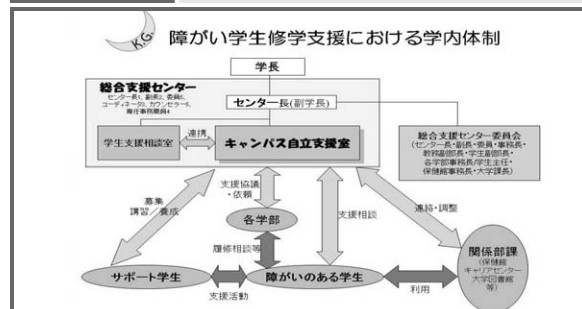 K.G.
障がい学生修学支援における学内体制
学長
総合支援センター
センター長1、副長2、委員5、
コーディネータ3、カウンセラー5、
専任事務職員4
センター長(副学長)
学生支援相談室
連携
キャンパス自立支援室
総合支援センター委員会
(センター長・副長・委員・事務長・
教務副部長・学生副部長・
各学部事務長/学生主任・
保健館事務長・大学課長)
募集
講習/養成
支援協議
・依頼
支援相談
連絡・調整
各学部
履修相談等
関係部課
(保健館
キャリアセンター
大学図書館
等)
サポート学生
支援活動
障がいのある学生
利用